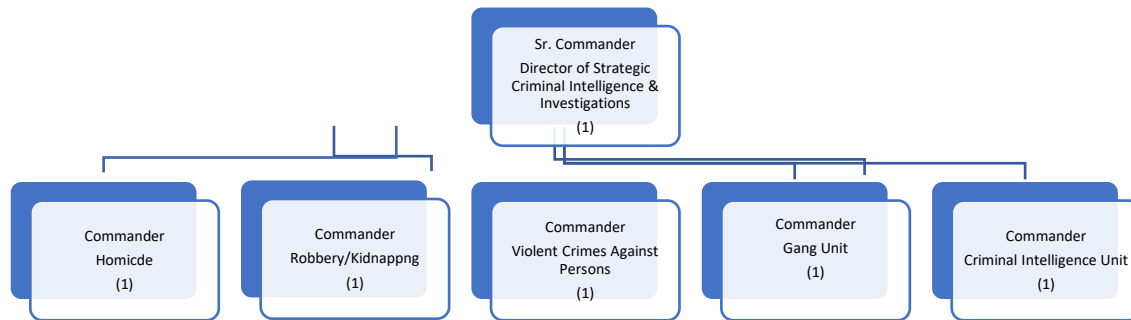 Sr. Commander
Director of Strategic
Criminal Intelligence &
Investigations
(1)
Commander
Homicde
(1)
Commander
Robbery/Kidnappng
(1)
Commander
Violent Crimes Against
Persons
(1)
Commander
Gang Unit
(1)
Commander
Criminal Intelligence Unit
(1)